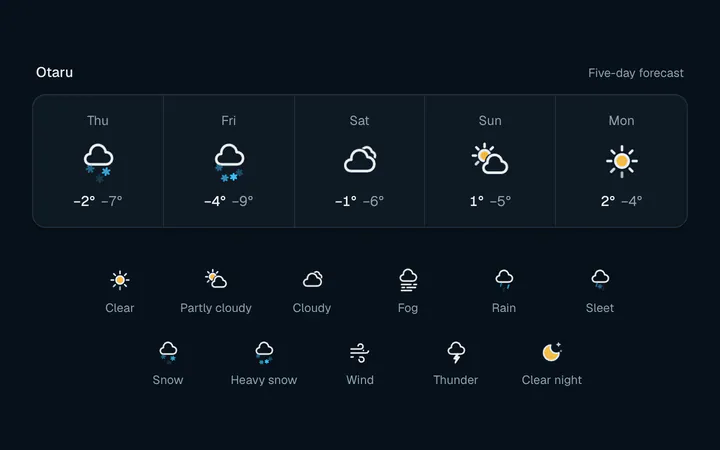 Otaru
Five-day forecast
Thu
Fri
Sat
Sun
Mon
−2° −7°
−4° −9°
−1° −6°
1° −5°
2° −4°
Clear
Partly cloudy
Cloudy
Fog
Rain
Sleet
Snow
Heavy snow
Wind
Thunder
Clear night